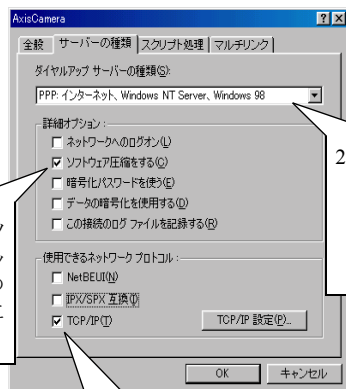 AxisCamera
全般 サーバーの種類 スクリプト処理 マルチリンク
ダイヤルアップ サーバーの種類(S):
PPP: インターネット、Windows NT Server、Windows 98
詳細オプション:
ネットワークへのログオン(L)
ソフトウェア圧縮をする(C)
暗号化パスワードを使う(E)
データの暗号化を使用する(D)
この接続のログ ファイルを記録する(R)
使用できるネットワーク プロトコル:
NetBEUI(N)
IPX/SPX 互換(I)
TCP/IP(T) TCP/IP 設定(P)...
OK キャンセル
2